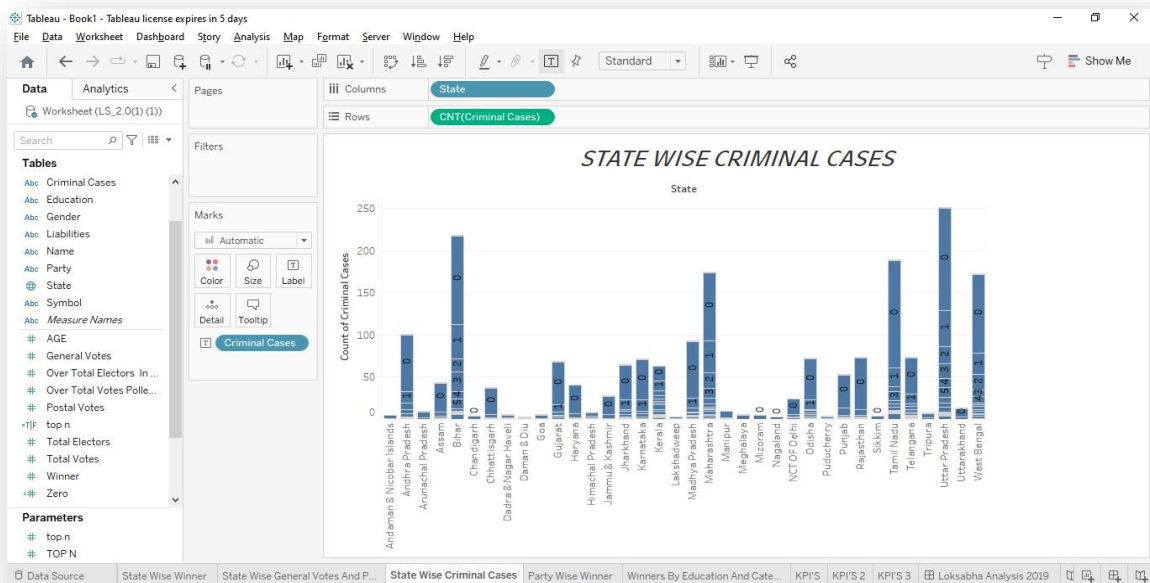 Tableau - Book1 - Tableau license expires in 5 days
File Data Worksheet Dashboard Story Analysis Map Format Server Window Help
Standard
Show Me
Data Analytics
Worksheet (LS_2.0(1) (1))
Search
Tables
Abc Criminal Cases
Abc Education
Abc Gender
Abc Liabilities
Abc Name
Abc Party
State
Abc Symbol
Abc Measure Names
# AGE
# General Votes
# Over Total Electors In ...
# Over Total Votes Polle...
# Postal Votes
=T|F top n
# Total Electors
# Total Votes
# Winner
=# Zero
Parameters
# top n
# TOP N
Pages
Filters
Marks
Automatic
Color Size Label
Detail Tooltip
T Criminal Cases
Columns State
Rows CNT(Criminal Cases)
STATE WISE CRIMINAL CASES
State
Count of Criminal Cases
250
200
150
100
50
0
Andaman & Nicobar Islands
Andhra Pradesh
Arunachal Pradesh
Assam
Bihar
Chandigarh
Chhattisgarh
Dadra & Nagar Haveli
Daman & Diu
Goa
Gujarat
Haryana
Himachal Pradesh
Jammu & Kashmir
Jharkhand
Karnataka
Kerala
Lakshadweep
Madhya Pradesh
Maharashtra
Manipur
Meghalaya
Mizoram
Nagaland
NCT OF Delhi
Odisha
Puducherry
Punjab
Rajasthan
Sikkim
Tamil Nadu
Telangana
Tripura
Uttar Pradesh
Uttarakhand
West Bengal
Data Source State Wise Winner State Wise General Votes And P... State Wise Criminal Cases Party Wise Winner Winners By Education And Cate... KPI'S KPI'S 2 KPI'S 3 Loksabha Analysis 2019